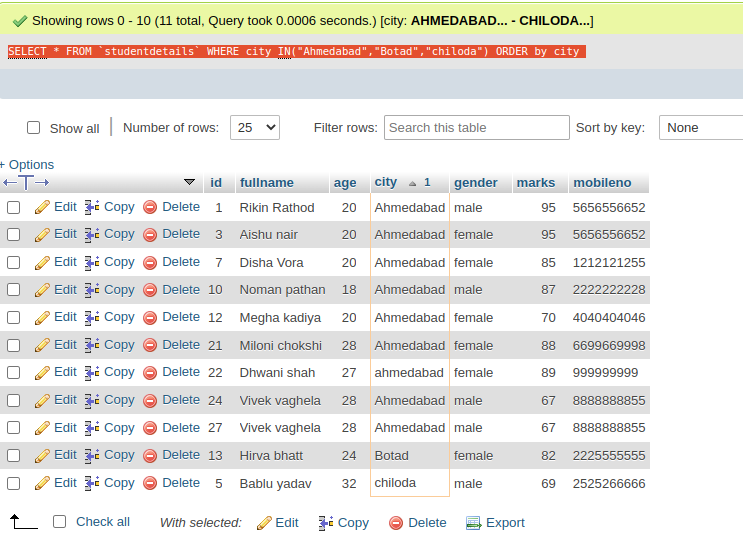 Showing rows 0 - 10 (11 total, Query took 0.0006 seconds.) [city: AHMEDABAD... - CHILODA...]
SELECT * FROM `studentdetails` WHERE city IN("Ahmedabad","Botad","chiloda") ORDER by city
Show all | Number of rows: 25 Filter rows: Search this table Sort by key: None
+ Options
←T→ id fullname age city 1 gender marks mobileno
Edit Copy Delete 1 Rikin Rathod 20 Ahmedabad male 95 5656556652
Edit Copy Delete 3 Aishu nair 20 Ahmedabad female 95 5656556652
Edit Copy Delete 7 Disha Vora 20 Ahmedabad female 85 1212121255
Edit Copy Delete 10 Noman pathan 18 Ahmedabad male 87 2222222228
Edit Copy Delete 12 Megha kadiya 20 Ahmedabad female 70 4040404046
Edit Copy Delete 21 Miloni chokshi 28 Ahmedabad female 88 6699669998
Edit Copy Delete 22 Dhwani shah 27 ahmedabad female 89 999999999
Edit Copy Delete 24 Vivek vaghela 28 Ahmedabad male 67 8888888855
Edit Copy Delete 27 Vivek vaghela 28 Ahmedabad male 67 8888888855
Edit Copy Delete 13 Hirva bhatt 24 Botad female 82 2225555555
Edit Copy Delete 5 Bablu yadav 32 chiloda male 69 2525266666
Check all With selected: Edit Copy Delete Export